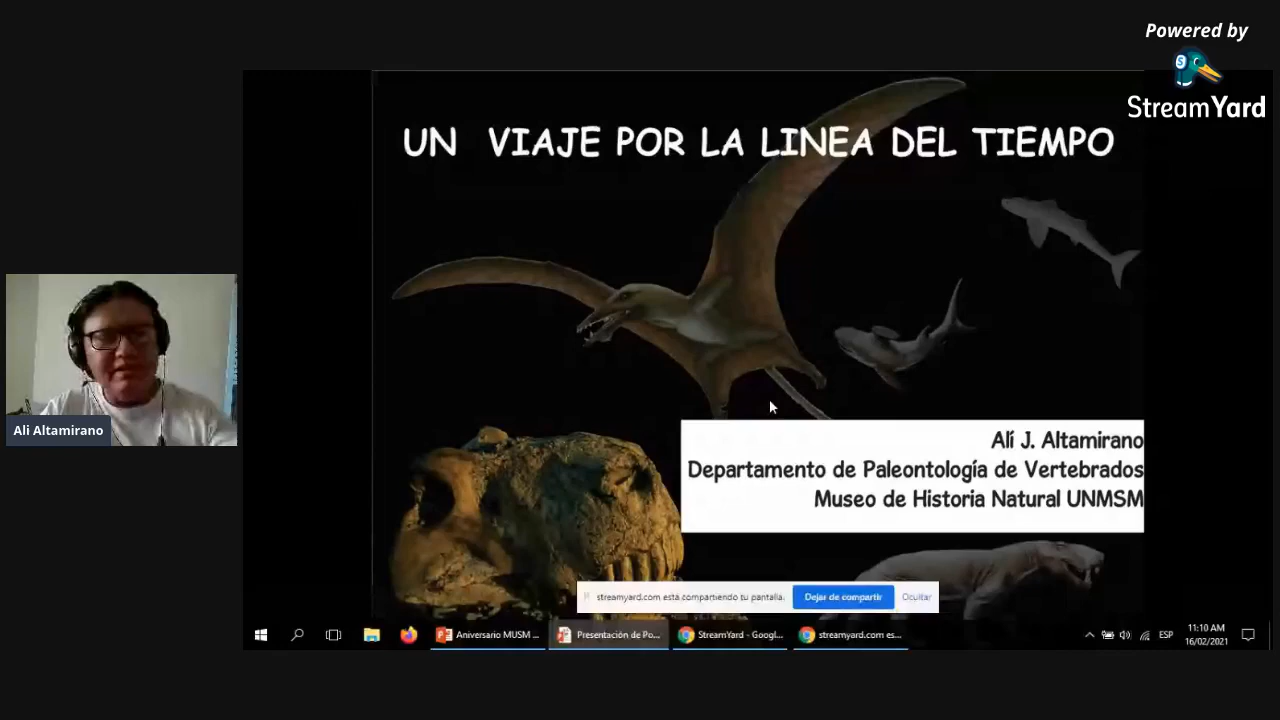 Powered by
StreamYard
UN VIAJE POR LA LINEA DEL TIEMPO
Ali Altamirano
Alí J. Altamirano
Departamento de Paleontología de Vertebrados
Museo de Historia Natural UNMSM
streamyard.com está compartiendo tu pantalla.
Dejar de compartir
Ocultar
Aniversario MUSM ...
Presentación de Po...
StreamYard - Googl...
streamyard.com es...
ESP
11:10 AM
16/02/2021